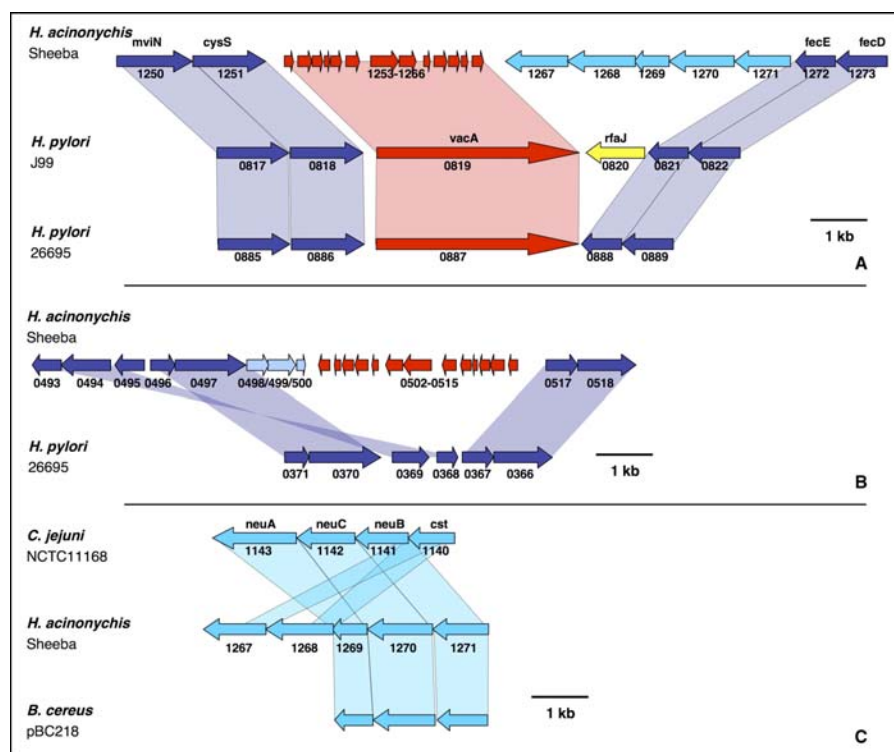 H. acinonychis
Sheeba
mviN cysS fecE fecD
1250 1251 1253-1266 1267 1268 1269 1270 1271 1272 1273
H. pylori
J99
vacA rfaJ
0817 0818 0819 0820 0821 0822
H. pylori
26695
0885 0886 0887 0888 0889
1 kb
A
H. acinonychis
Sheeba
0493 0494 0495 0496 0497 0498/499/500 0502-0515 0517 0518
H. pylori
26695
0371 0370 0369 0368 0367 0366
1 kb
B
C. jejuni
NCTC11168
neuA neuC neuB cst
1143 1142 1141 1140
H. acinonychis
Sheeba
1267 1268 1269 1270 1271
B. cereus
pBC218
1 kb
C